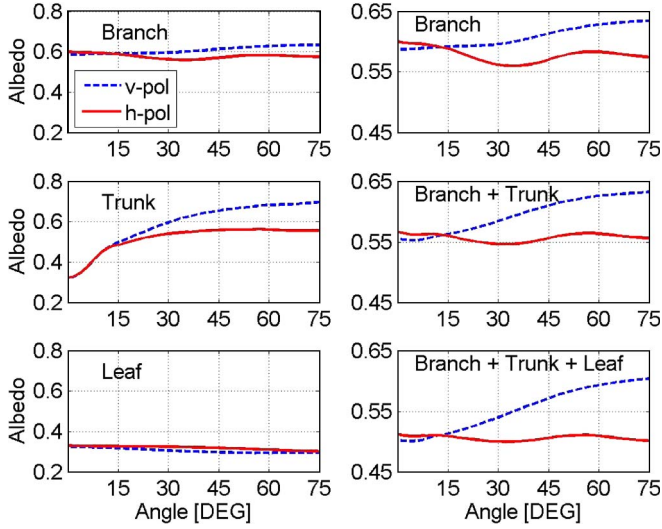 0.8
0.6
0.4
0.2
Albedo
Branch
v-pol
h-pol
15 30 45 60 75
0.65
0.55
0.45
Branch
15 30 45 60 75
0.8
0.6
0.4
0.2
Albedo
Trunk
15 30 45 60 75
0.65
0.55
0.45
Branch + Trunk
15 30 45 60 75
0.8
0.6
0.4
0.2
Albedo
Leaf
15 30 45 60 75
Angle [DEG]
0.65
0.55
0.45
Branch + Trunk + Leaf
15 30 45 60 75
Angle [DEG]